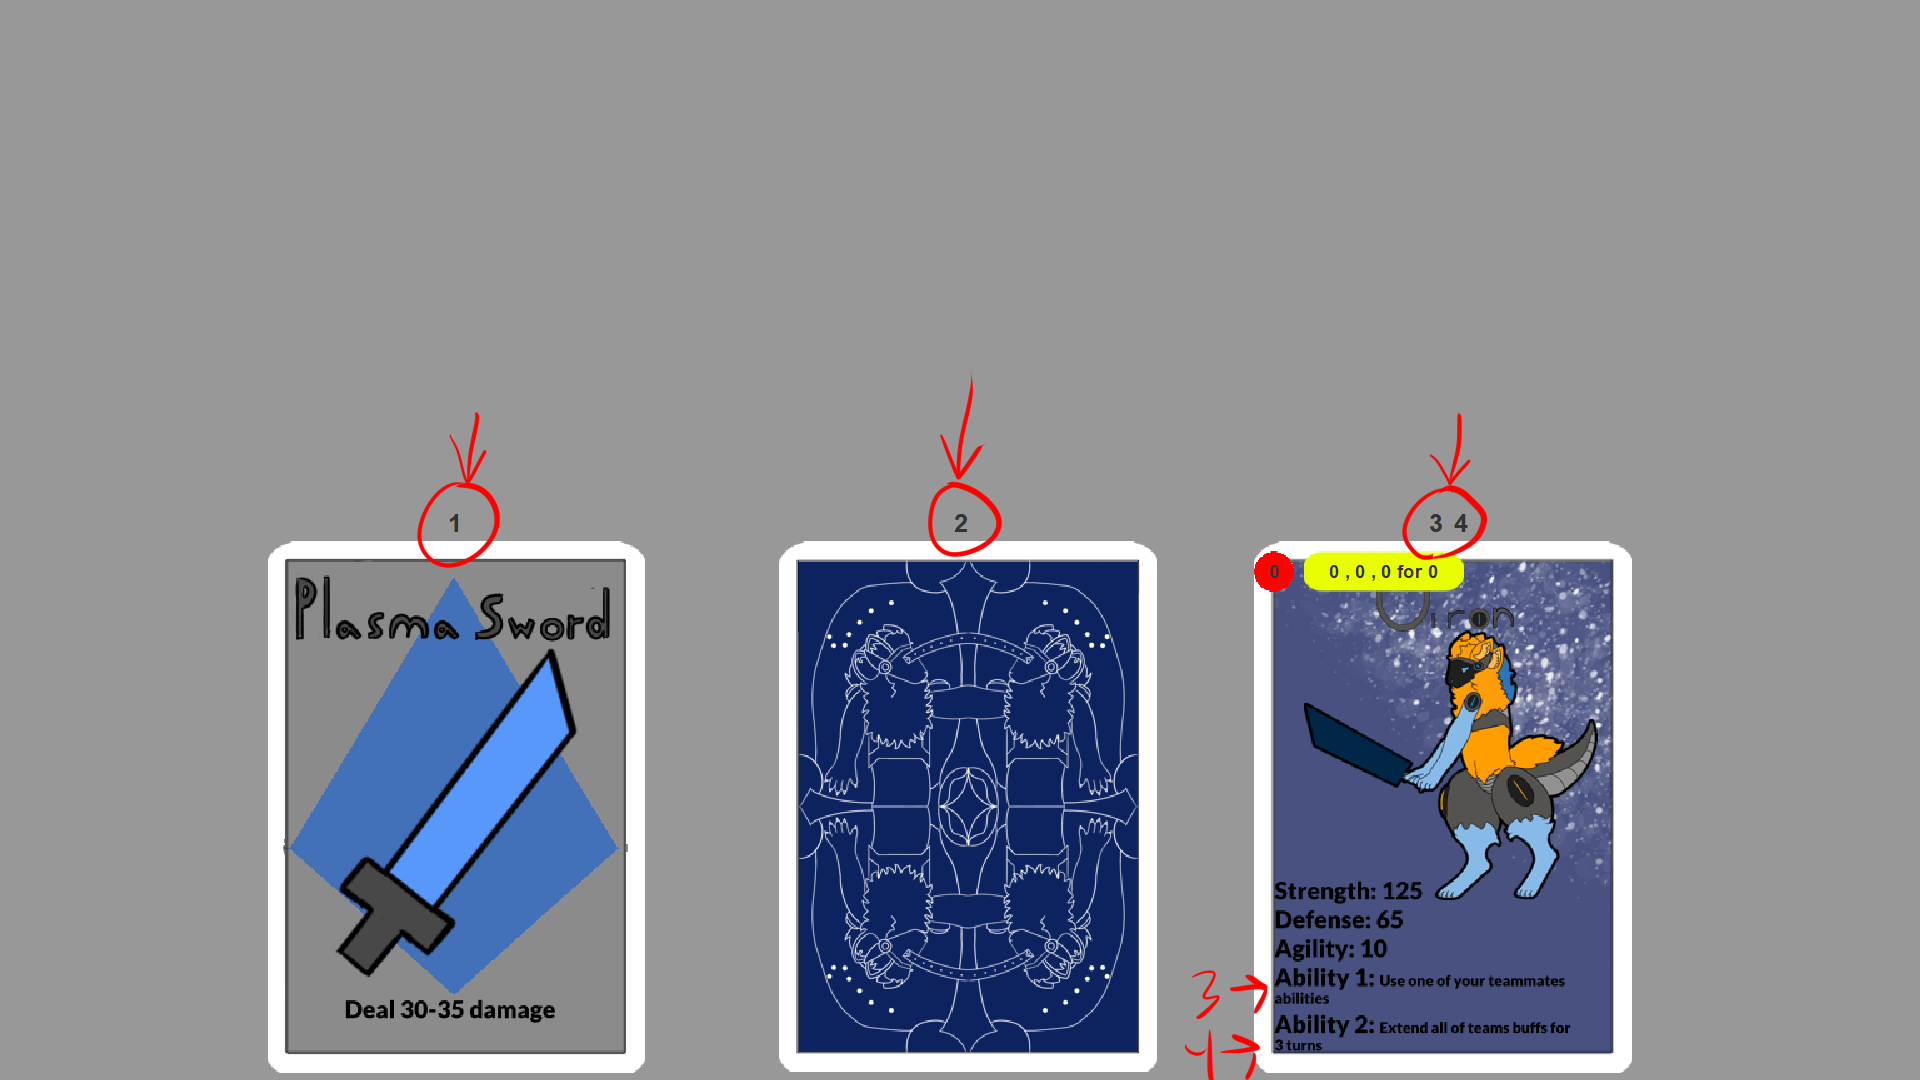 1
2
3 4
Plasma Sword
0
0 , 0 , 0 for 0
Oiron
Strength: 125
Defense: 65
Agility: 10
3
Ability 1: Use one of your teammates
abilities
Deal 30-35 damage
Ability 2: Extend all of teams buffs for
4
3 turns